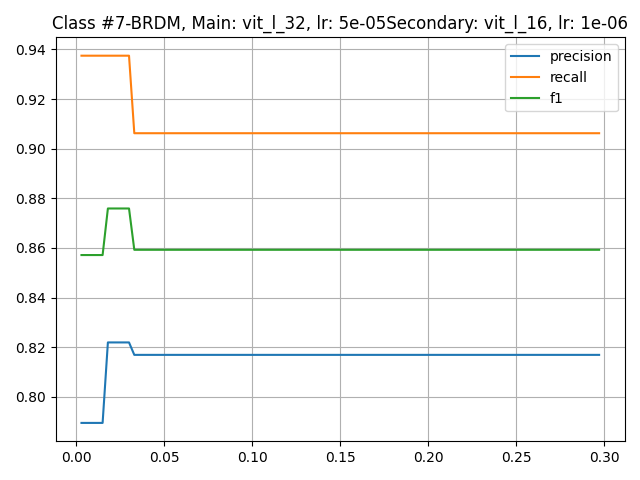 Class #7-BRDM, Main: vit_l_32, lr: 5e-05Secondary: vit_l_16, lr: 1e-06
precision
recall
f1
0.94
0.92
0.90
0.88
0.86
0.84
0.82
0.80
0.00 0.05 0.10 0.15 0.20 0.25 0.30